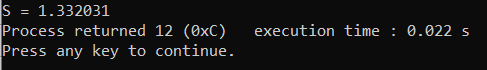 S = 1.332031
Process returned 12 (0xC)   execution time : 0.022 s
Press any key to continue.